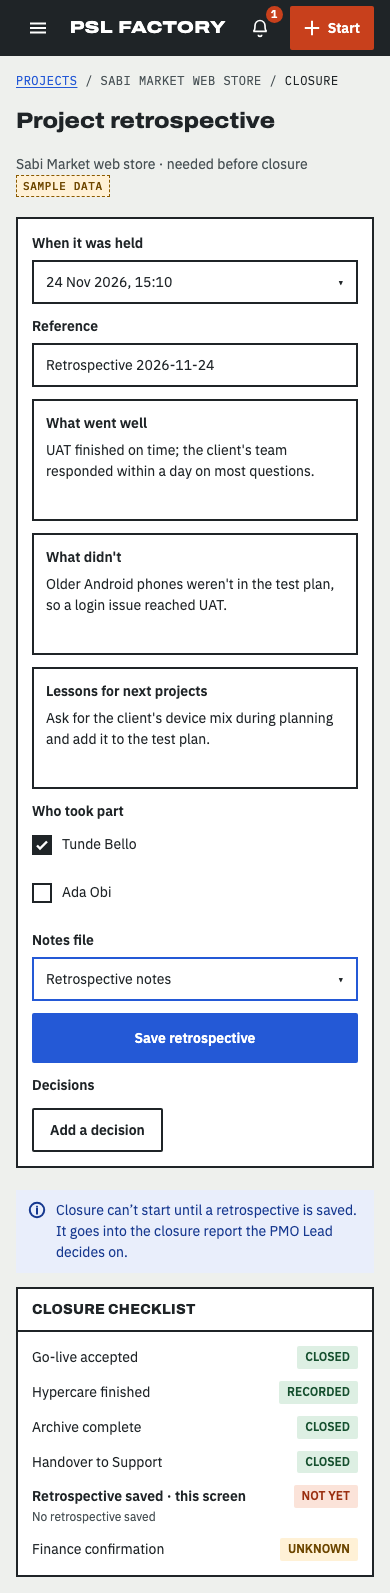 PSL FACTORY
1
Start
PROJECTS / SABI MARKET WEB STORE / CLOSURE
Project retrospective
Sabi Market web store · needed before closure
SAMPLE DATA
When it was held
24 Nov 2026, 15:10
Reference
Retrospective 2026-11-24
What went well
UAT finished on time; the client's team
responded within a day on most questions.
What didn't
Older Android phones weren't in the test plan,
so a login issue reached UAT.
Lessons for next projects
Ask for the client's device mix during planning
and add it to the test plan.
Who took part
Tunde Bello
Ada Obi
Notes file
Retrospective notes
Save retrospective
Decisions
Add a decision
Closure can’t start until a retrospective is saved.
It goes into the closure report the PMO Lead
decides on.
CLOSURE CHECKLIST
Go-live accepted CLOSED
Hypercare finished RECORDED
Archive complete CLOSED
Handover to Support CLOSED
Retrospective saved · this screen NOT YET
No retrospective saved
Finance confirmation UNKNOWN